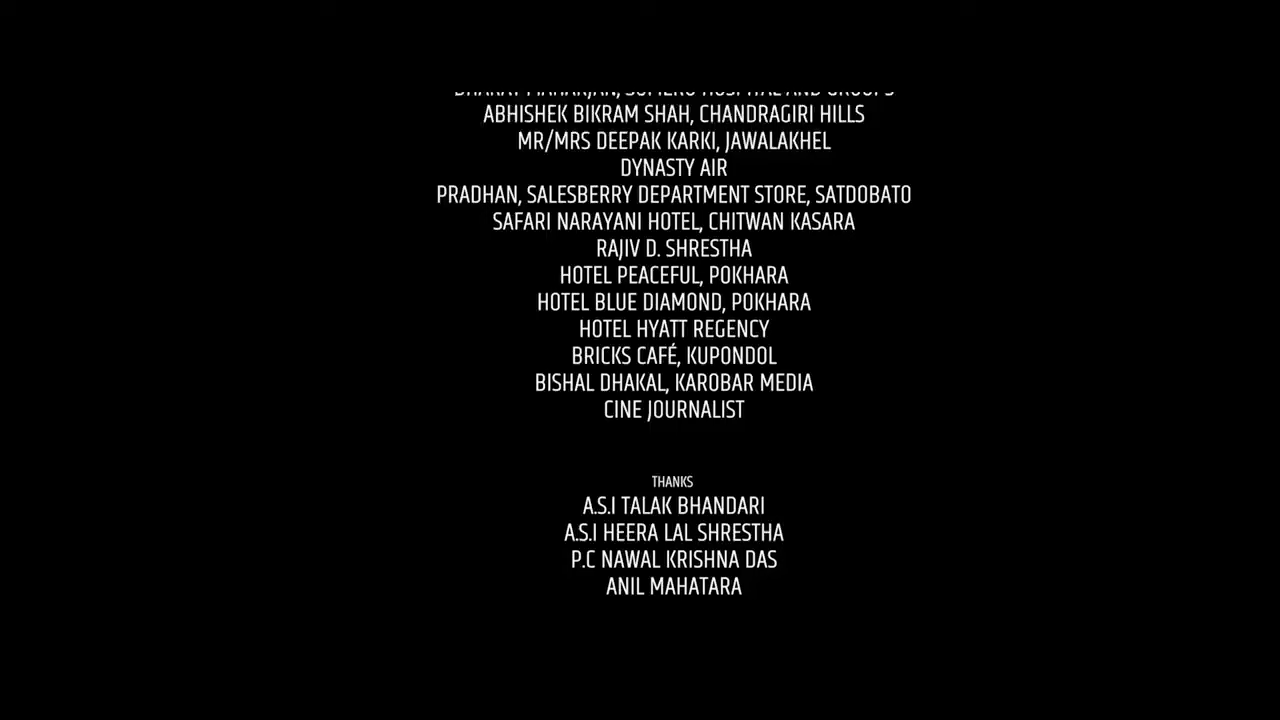 ABHISHEK BIKRAM SHAH, CHANDRAGIRI HILLS
MR/MRS DEEPAK KARKI, JAWALAKHEL
DYNASTY AIR
PRADHAN, SALESBERRY DEPARTMENT STORE, SATDOBATO
SAFARI NARAYANI HOTEL, CHITWAN KASARA
RAJIV D. SHRESTHA
HOTEL PEACEFUL, POKHARA
HOTEL BLUE DIAMOND, POKHARA
HOTEL HYATT REGENCY
BRICKS CAFÉ, KUPONDOL
BISHAL DHAKAL, KAROBAR MEDIA
CINE JOURNALIST
THANKS
A.S.I TALAK BHANDARI
A.S.I HEERA LAL SHRESTHA
P.C NAWAL KRISHNA DAS
ANIL MAHATARA